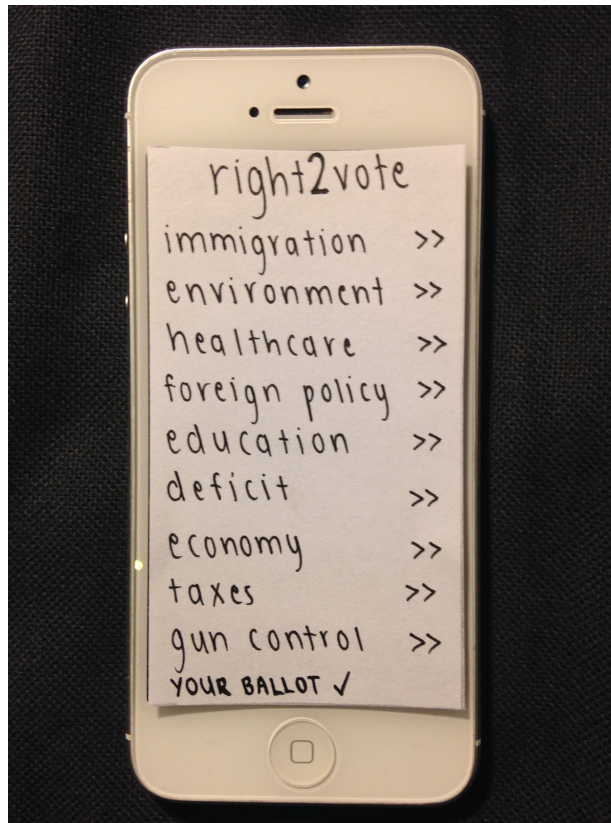 right2vote
immigration >>
environment >>
healthcare >>
foreign policy >>
education >>
deficit >>
economy >>
taxes >>
gun control >>
YOUR BALLOT ✓